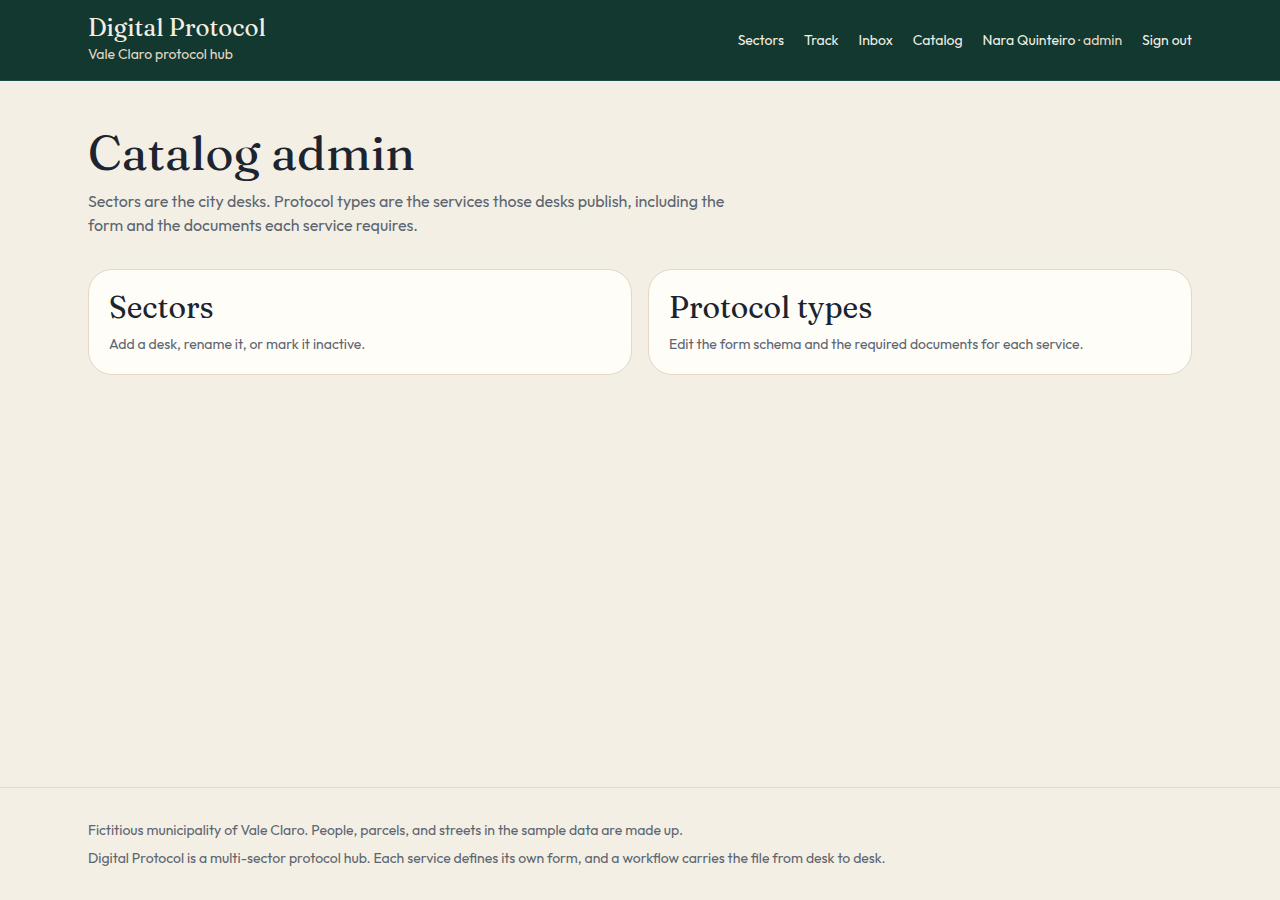 Digital Protocol
Vale Claro protocol hub
Sectors Track Inbox Catalog Nara Quinteiro · admin Sign out
Catalog admin
Sectors are the city desks. Protocol types are the services those desks publish, including the
form and the documents each service requires.
Sectors
Add a desk, rename it, or mark it inactive.
Protocol types
Edit the form schema and the required documents for each service.
Fictitious municipality of Vale Claro. People, parcels, and streets in the sample data are made up.
Digital Protocol is a multi-sector protocol hub. Each service defines its own form, and a workflow carries the file from desk to desk.